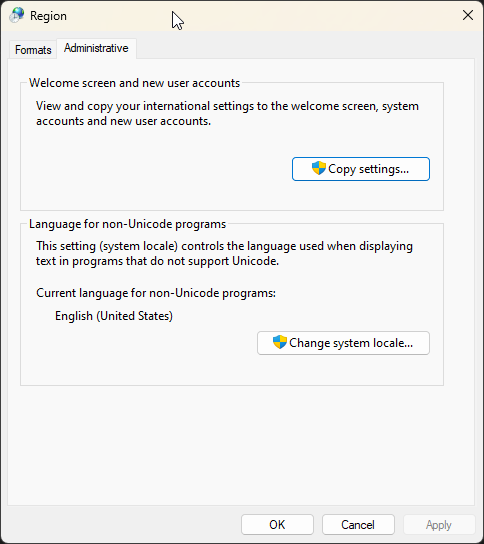 Region
Formats
Administrative
Welcome screen and new user accounts
View and copy your international settings to the welcome screen, system
accounts and new user accounts.
Copy settings...
Language for non-Unicode programs
This setting (system locale) controls the language used when displaying
text in programs that do not support Unicode.
Current language for non-Unicode programs:
English (United States)
Change system locale...
OK
Cancel
Apply